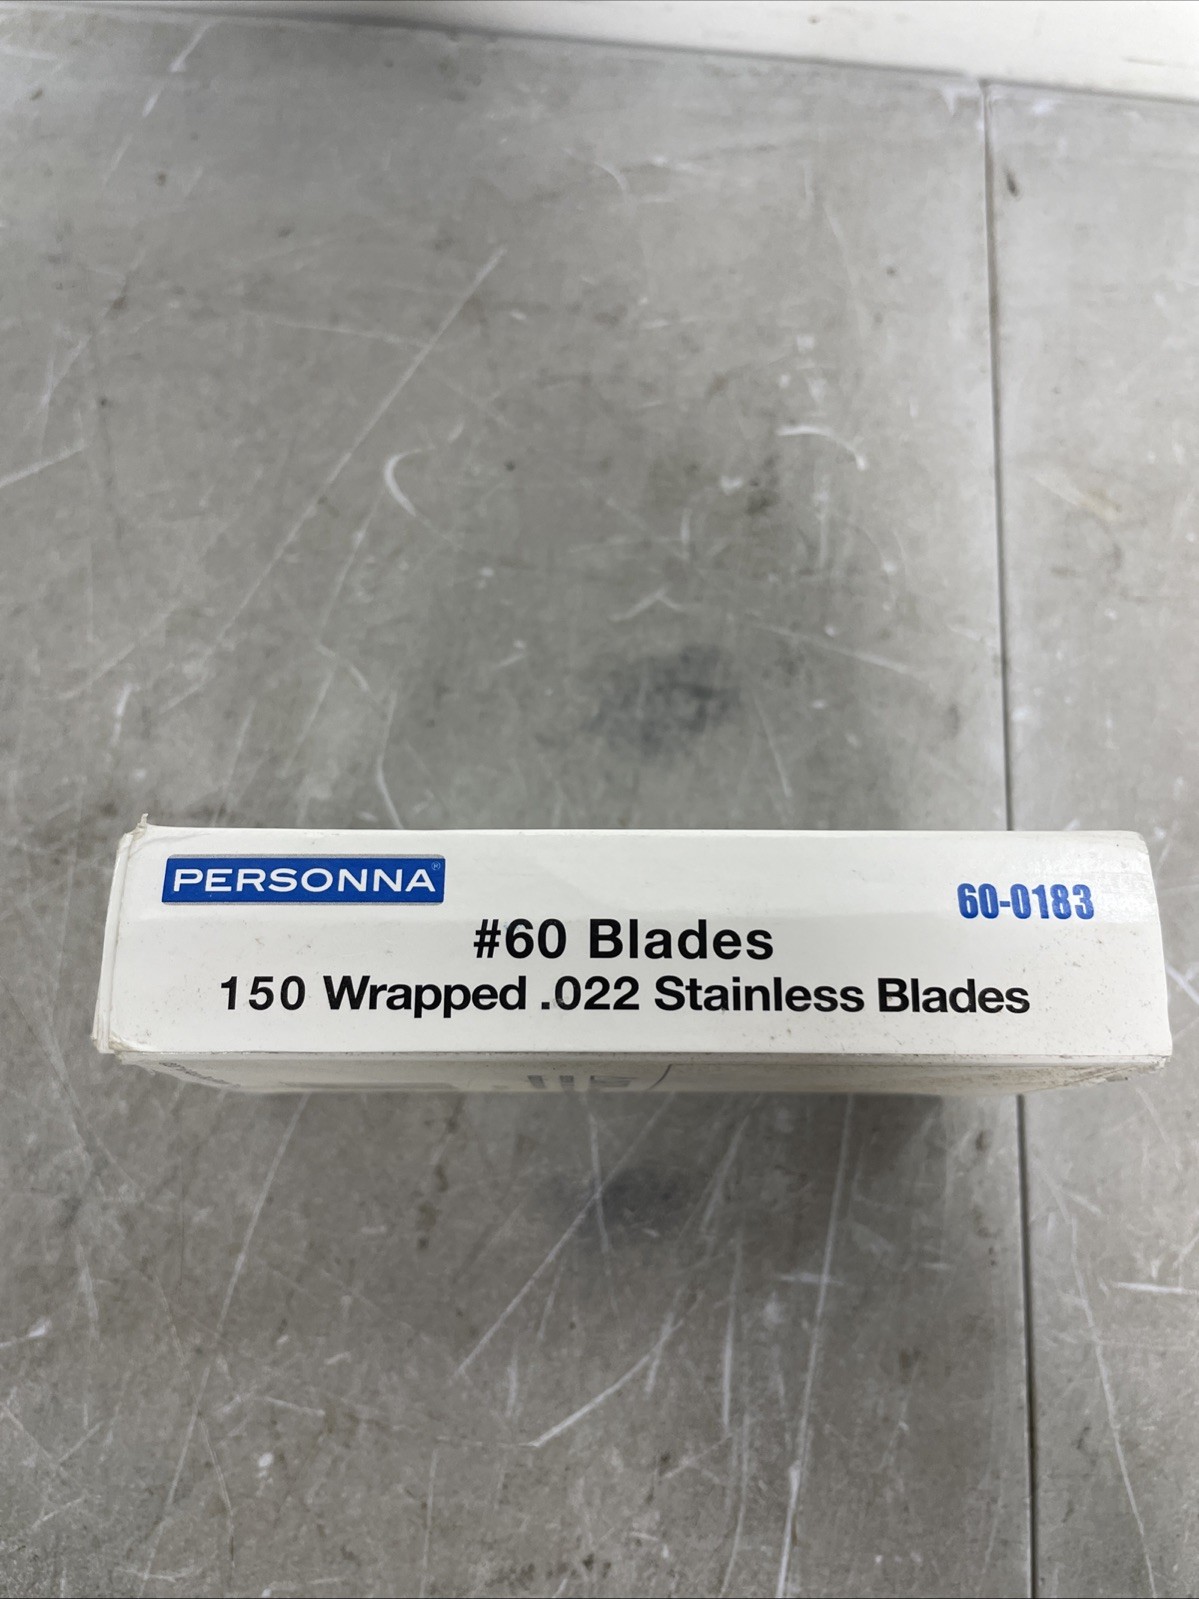 PERSONNA®
60-0183
#60 Blades
150 Wrapped .022 Stainless Blades